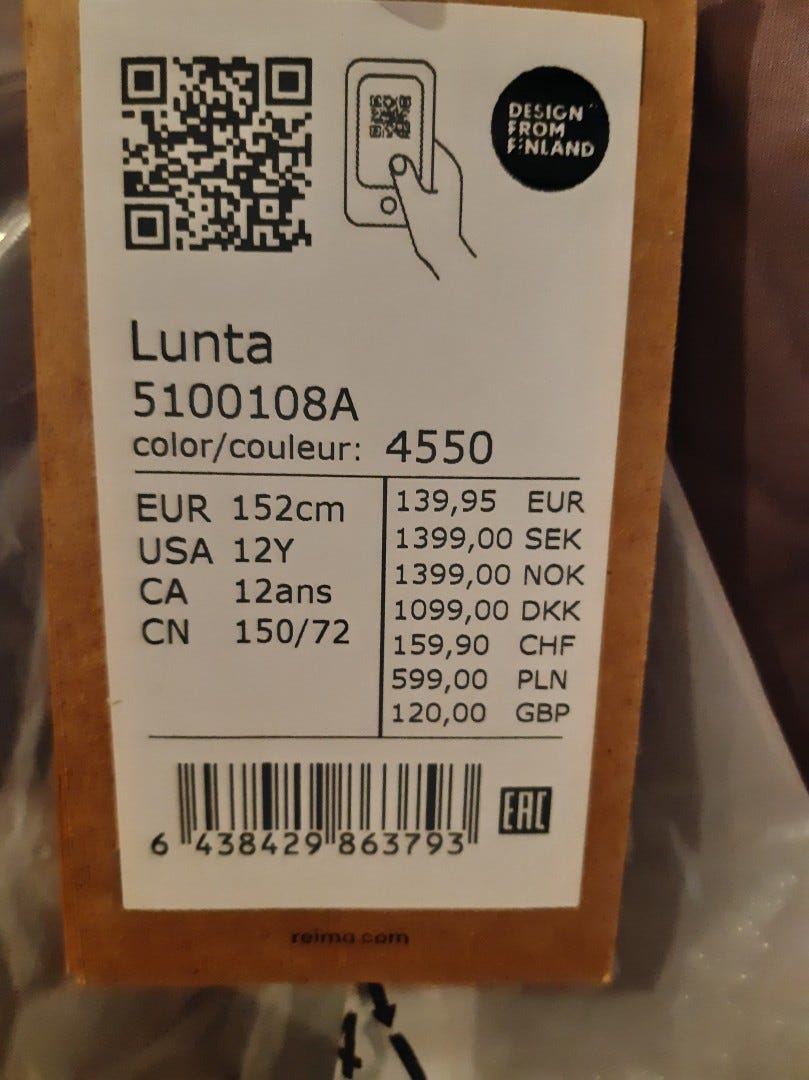 DESIGN
FROM
FINLAND
Lunta
5100108A
color/couleur: 4550
EUR 152cm
USA 12Y
CA 12ans
CN 150/72
139,95 EUR
1399,00 SEK
1399,00 NOK
1099,00 DKK
159,90 CHF
599,00 PLN
120,00 GBP
6 438429 863793
EAC
reima.com